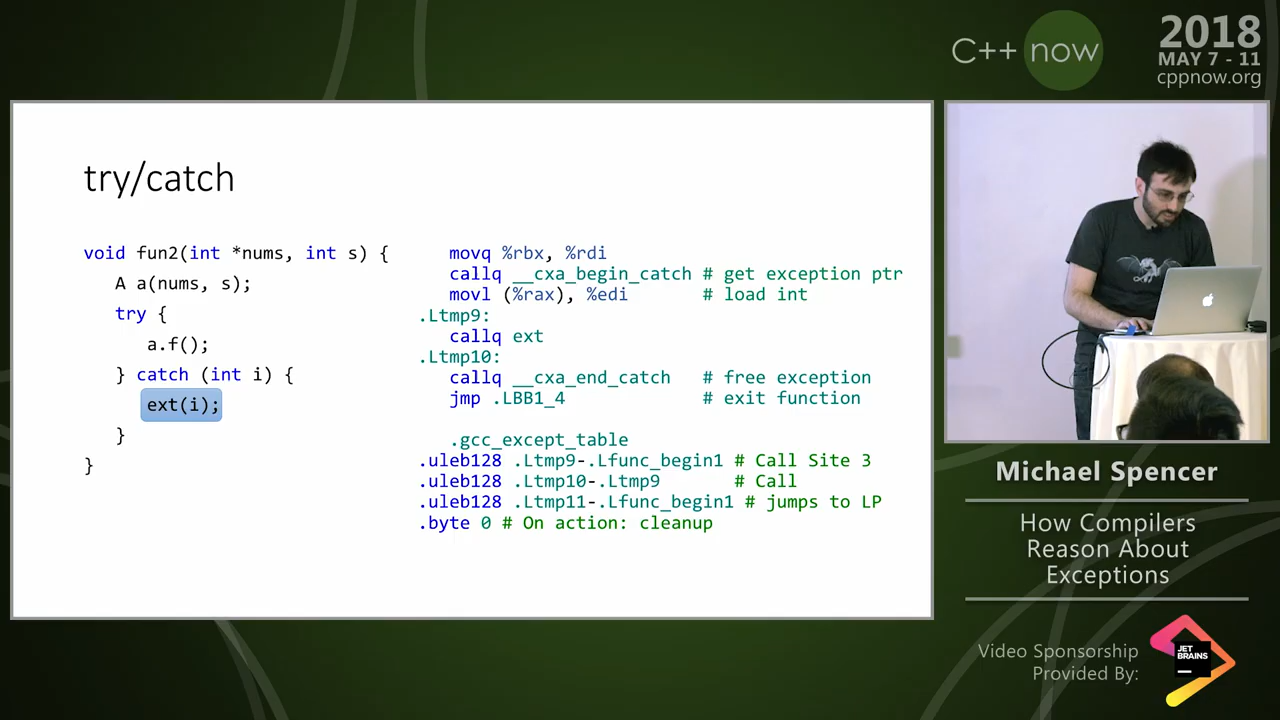 C++ now
2018
MAY 7 - 11
cppnow.org
try/catch
void fun2(int *nums, int s) {
A a(nums, s);
try {
a.f();
} catch (int i) {
ext(i);
}
}
movq %rbx, %rdi
callq __cxa_begin_catch # get exception ptr
movl (%rax), %edi # load int
.Ltmp9:
callq ext
.Ltmp10:
callq __cxa_end_catch # free exception
jmp .LBB1_4 # exit function
.gcc_except_table
.uleb128 .Ltmp9-.Lfunc_begin1 # Call Site 3
.uleb128 .Ltmp10-.Ltmp9 # Call
.uleb128 .Ltmp11-.Lfunc_begin1 # jumps to LP
.byte 0 # On action: cleanup
Michael Spencer
How Compilers
Reason About
Exceptions
Video Sponsorship
Provided By:
JET
BRAINS